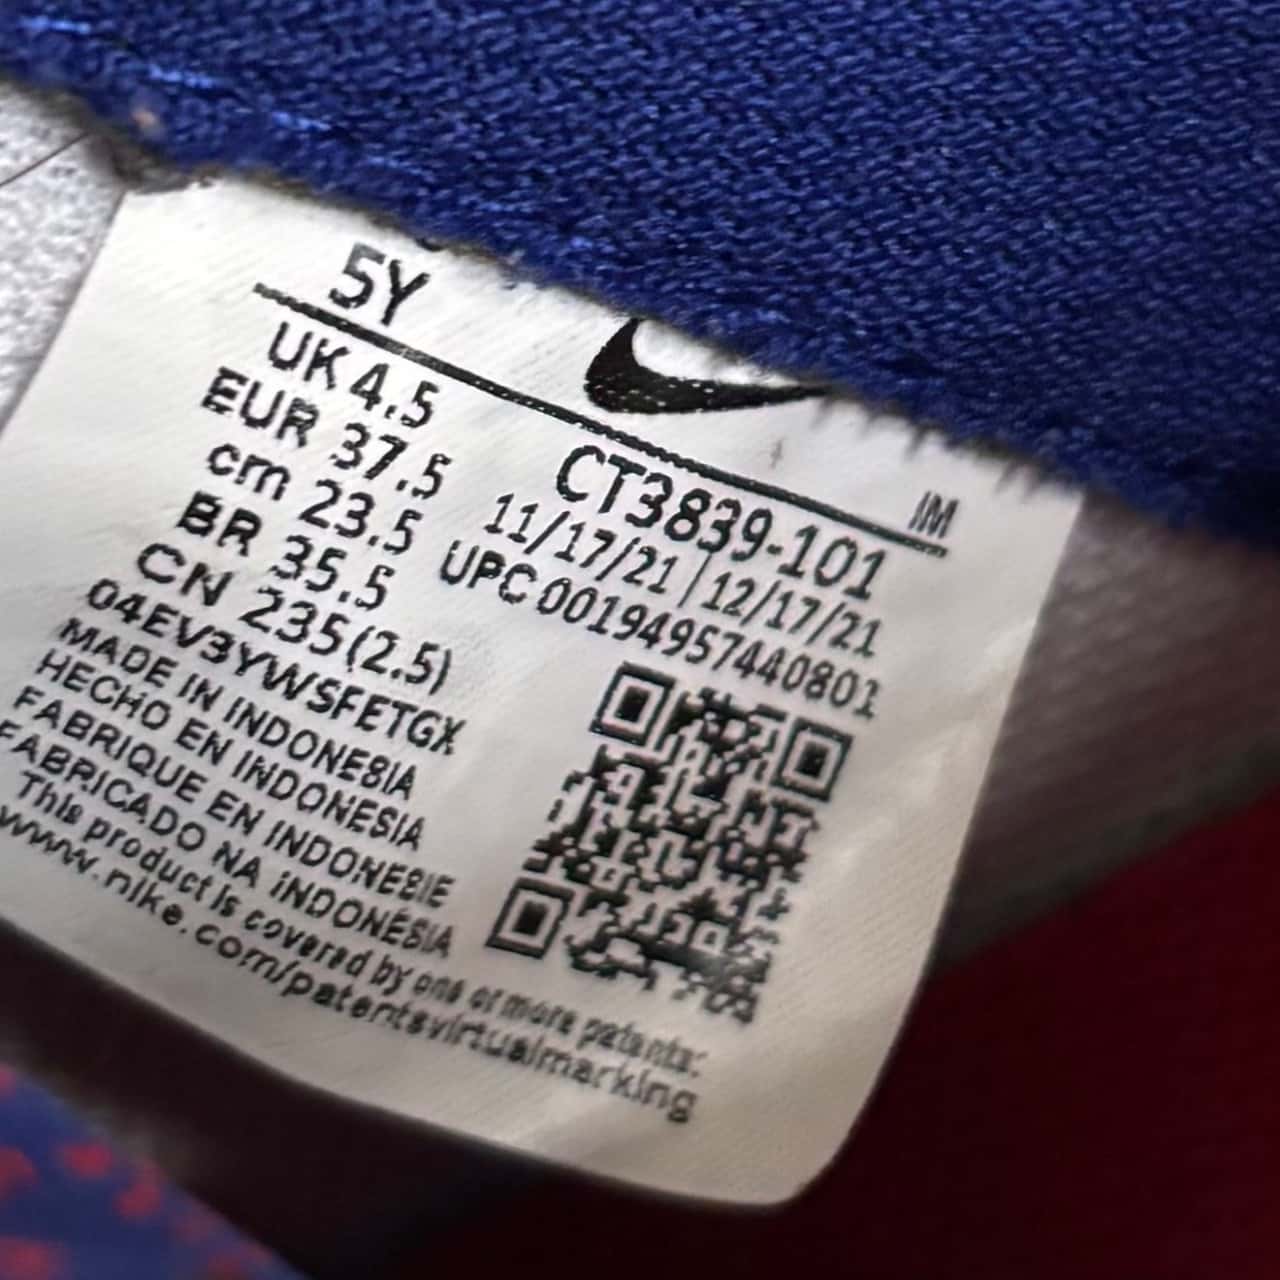 5Y
UK 4.5
EUR 37.5
cm 23.5
BR 35.5
CN 235(2.5)
04EV3YWSFETGX
MADE IN INDONESIA
HECHO EN INDONESIA
FABRIQUE EN INDONESIE
FABRICADO NA INDONÉSIA
This product is covered by one or more patents:
www.nike.com/patentsvirtualmarking
IM
CT3839-101
11/17/21|12/17/21
UPC 00194957440801